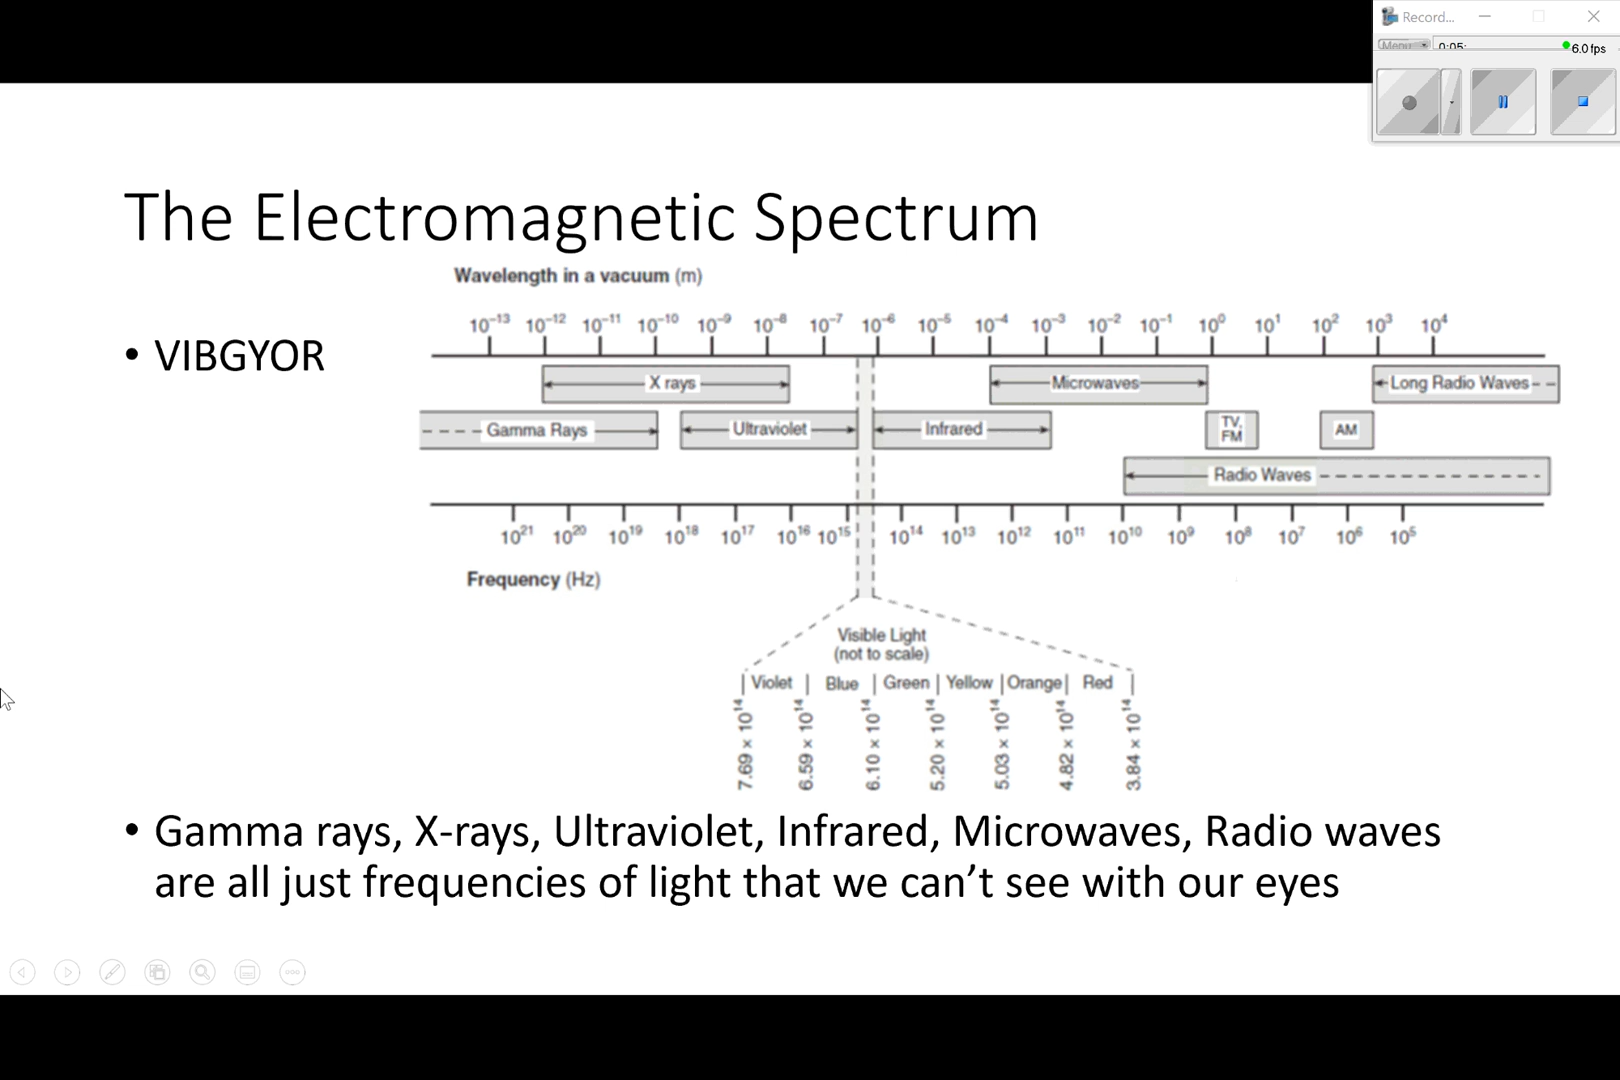 Record...
Menu
0:05:
6.0 fps
The Electromagnetic Spectrum
Wavelength in a vacuum (m)
10⁻¹³ 10⁻¹² 10⁻¹¹ 10⁻¹⁰ 10⁻⁹ 10⁻⁸ 10⁻⁷ 10⁻⁶ 10⁻⁵ 10⁻⁴ 10⁻³ 10⁻² 10⁻¹ 10⁰ 10¹ 10² 10³ 10⁴
• VIBGYOR
X rays Microwaves Long Radio Waves
Gamma Rays Ultraviolet Infrared TV, FM AM
Radio Waves
10²¹ 10²⁰ 10¹⁹ 10¹⁸ 10¹⁷ 10¹⁶ 10¹⁵ 10¹⁴ 10¹³ 10¹² 10¹¹ 10¹⁰ 10⁹ 10⁸ 10⁷ 10⁶ 10⁵
Frequency (Hz)
Visible Light
(not to scale)
Violet | Blue | Green | Yellow | Orange | Red
7.69 × 10¹⁴
6.59 × 10¹⁴
6.10 × 10¹⁴
5.20 × 10¹⁴
5.03 × 10¹⁴
4.82 × 10¹⁴
3.84 × 10¹⁴
• Gamma rays, X-rays, Ultraviolet, Infrared, Microwaves, Radio waves
are all just frequencies of light that we can’t see with our eyes